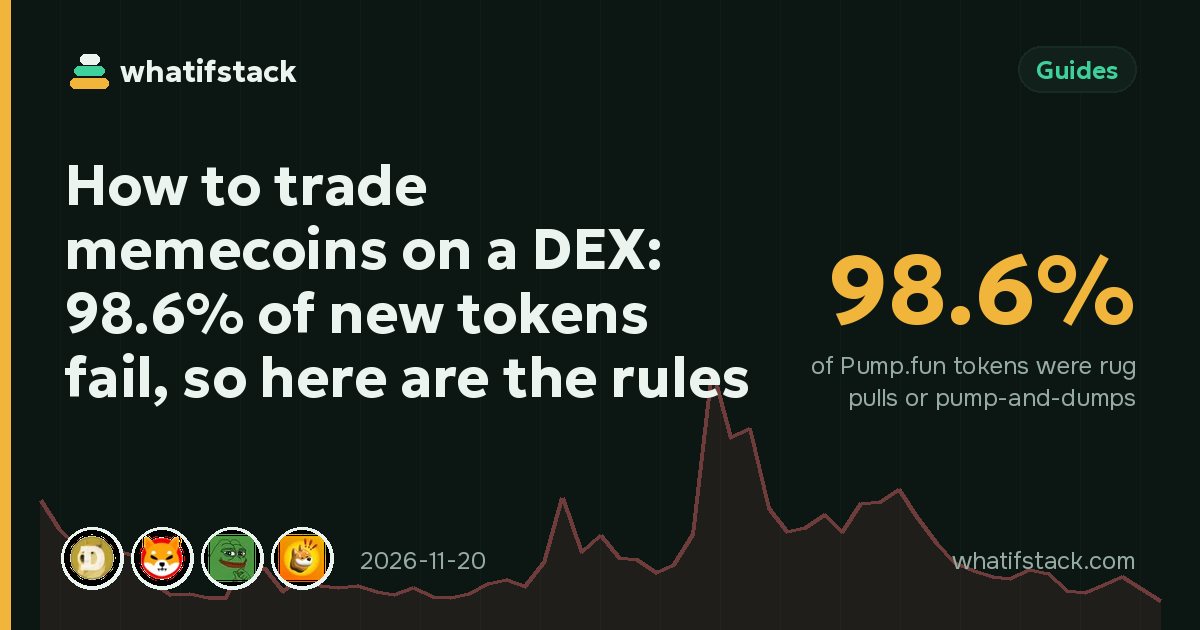 whatifstack
Guides
How to trade
memecoins on a DEX:
98.6% of new tokens
fail, so here are the rules
98.6%
of Pump.fun tokens were rug
pulls or pump-and-dumps
2026-11-20
whatifstack.com